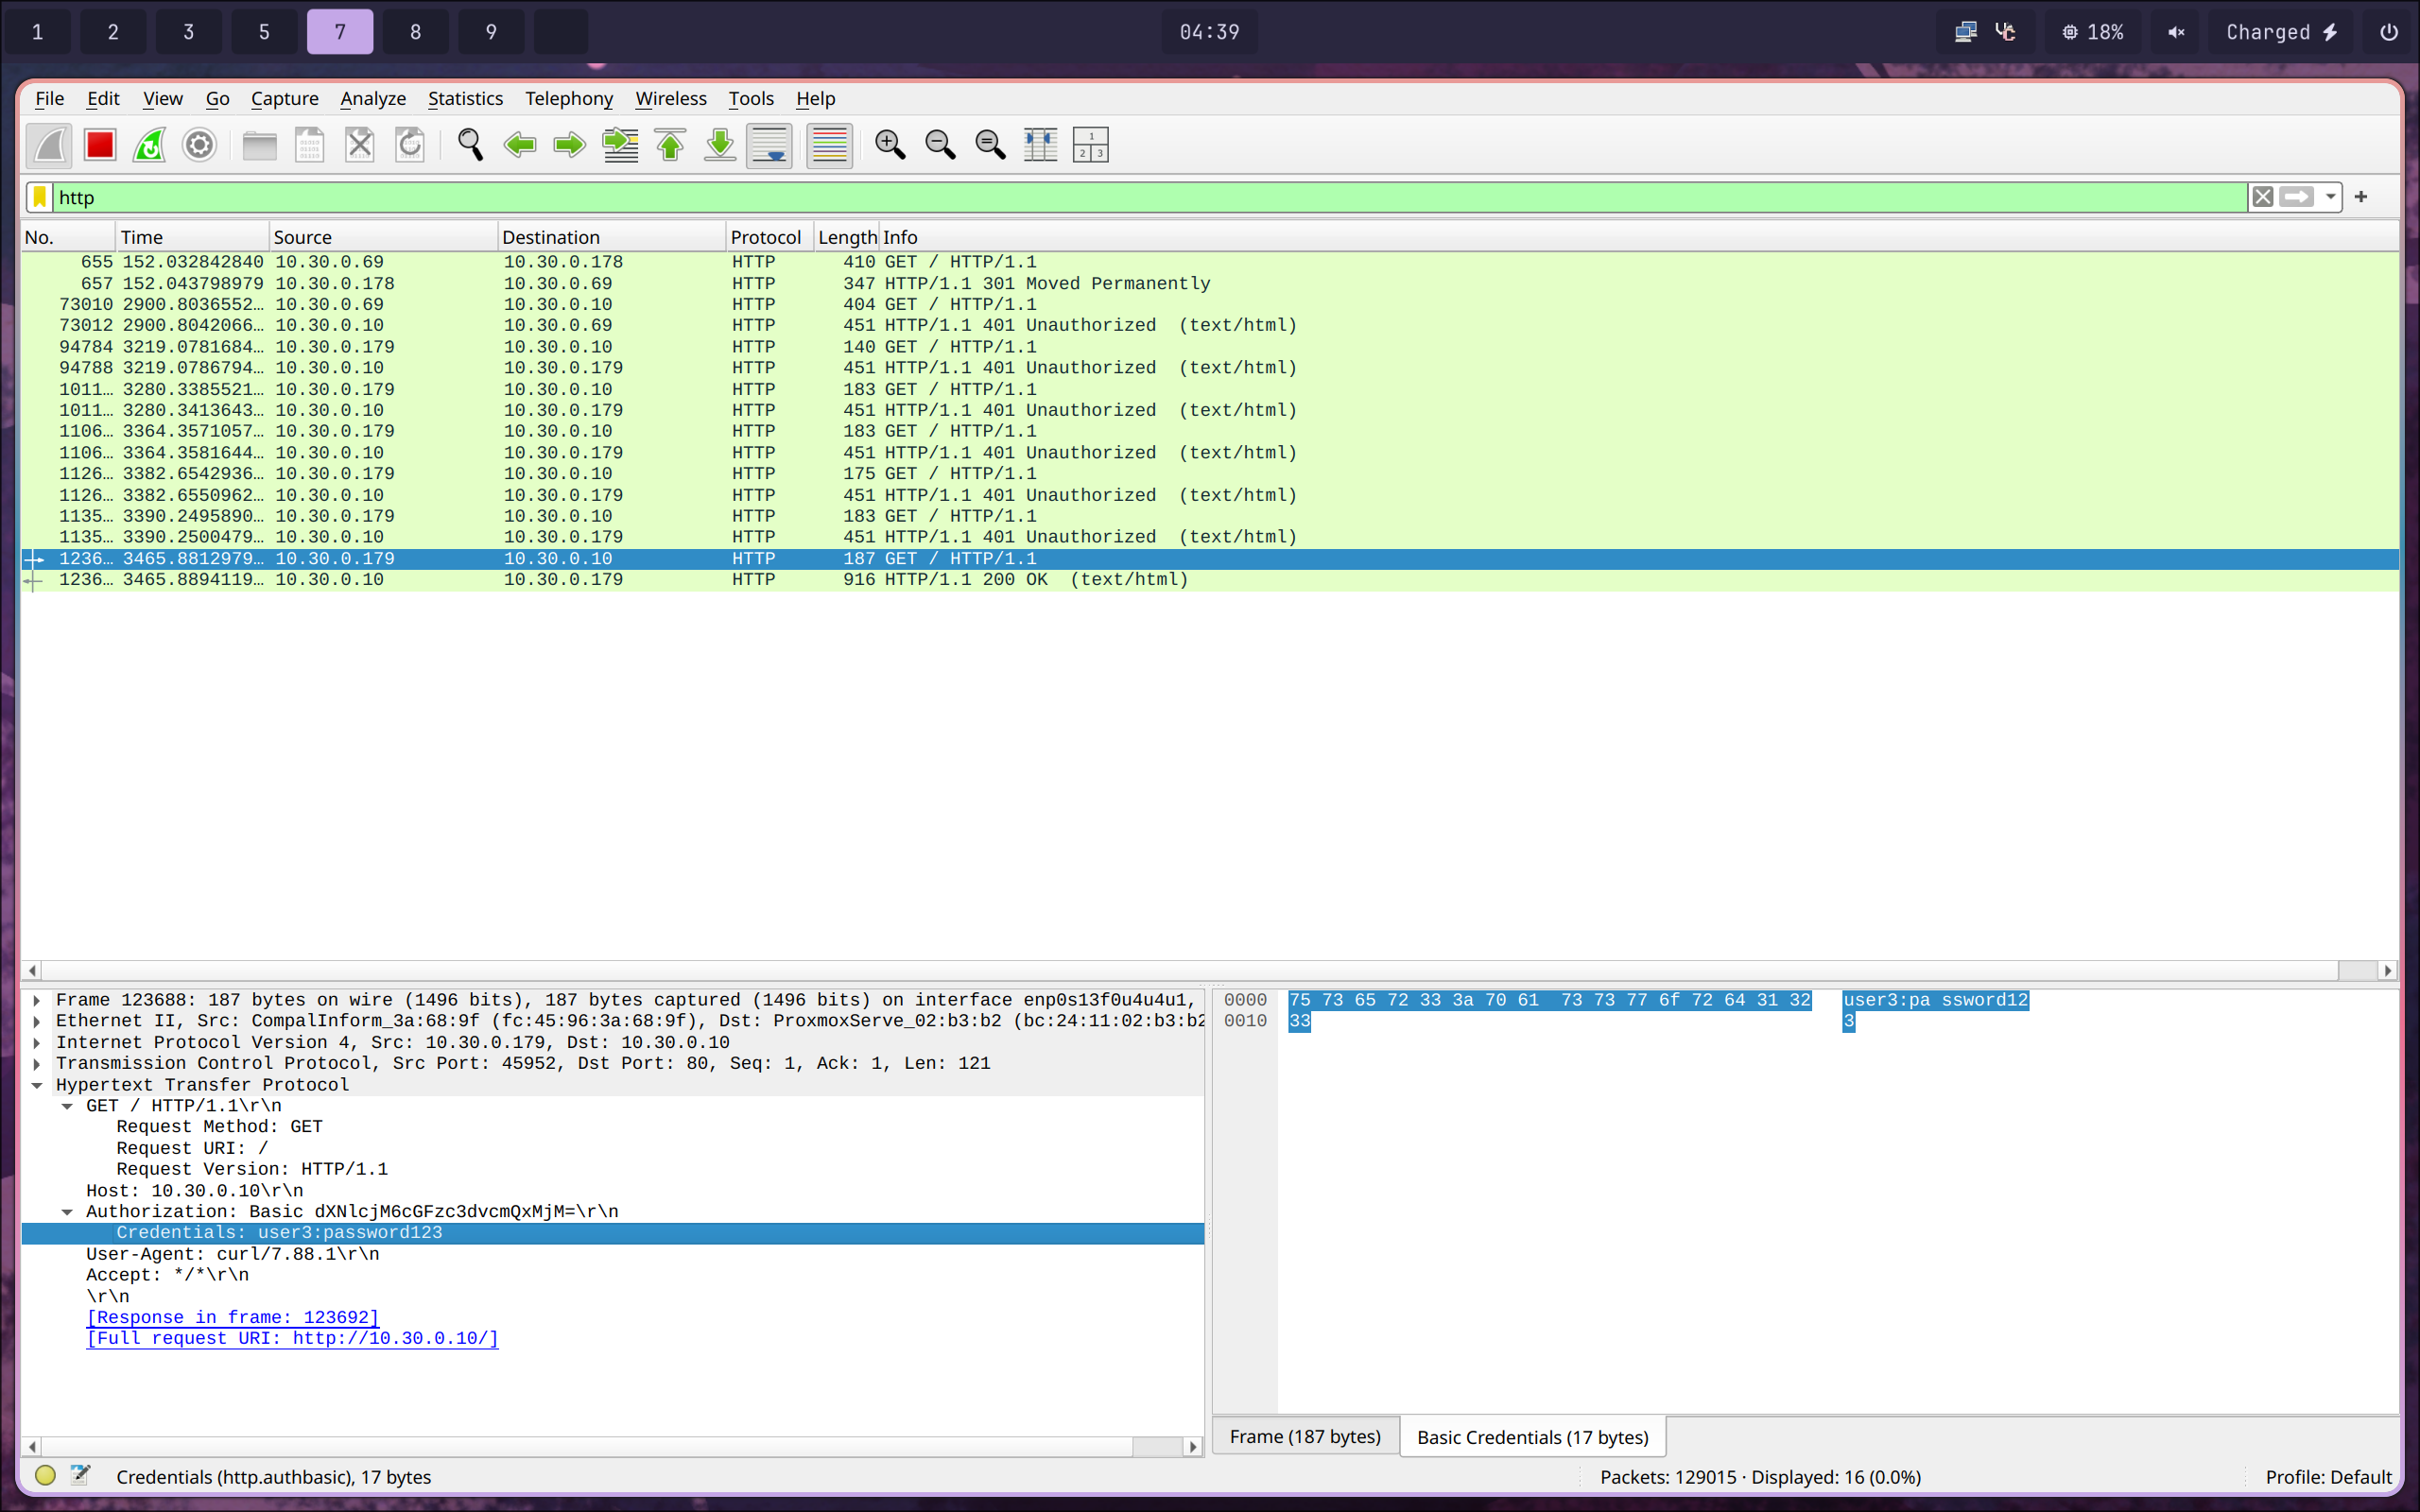 1 2 3 5 7 8 9 04:39 18% Charged
File Edit View Go Capture Analyze Statistics Telephony Wireless Tools Help
http
No. Time Source Destination Protocol Length Info
655 152.032842840 10.30.0.69 10.30.0.178 HTTP 410 GET / HTTP/1.1
657 152.043798979 10.30.0.178 10.30.0.69 HTTP 347 HTTP/1.1 301 Moved Permanently
73010 2900.8036552… 10.30.0.69 10.30.0.10 HTTP 404 GET / HTTP/1.1
73012 2900.8042066… 10.30.0.10 10.30.0.69 HTTP 451 HTTP/1.1 401 Unauthorized (text/html)
94784 3219.0781684… 10.30.0.179 10.30.0.10 HTTP 140 GET / HTTP/1.1
94788 3219.0786794… 10.30.0.10 10.30.0.179 HTTP 451 HTTP/1.1 401 Unauthorized (text/html)
1011… 3280.3385521… 10.30.0.179 10.30.0.10 HTTP 183 GET / HTTP/1.1
1011… 3280.3413643… 10.30.0.10 10.30.0.179 HTTP 451 HTTP/1.1 401 Unauthorized (text/html)
1106… 3364.3571057… 10.30.0.179 10.30.0.10 HTTP 183 GET / HTTP/1.1
1106… 3364.3581644… 10.30.0.10 10.30.0.179 HTTP 451 HTTP/1.1 401 Unauthorized (text/html)
1126… 3382.6542936… 10.30.0.179 10.30.0.10 HTTP 175 GET / HTTP/1.1
1126… 3382.6550962… 10.30.0.10 10.30.0.179 HTTP 451 HTTP/1.1 401 Unauthorized (text/html)
1135… 3390.2495890… 10.30.0.179 10.30.0.10 HTTP 183 GET / HTTP/1.1
1135… 3390.2500479… 10.30.0.10 10.30.0.179 HTTP 451 HTTP/1.1 401 Unauthorized (text/html)
1236… 3465.8812979… 10.30.0.179 10.30.0.10 HTTP 187 GET / HTTP/1.1
1236… 3465.8894119… 10.30.0.10 10.30.0.179 HTTP 916 HTTP/1.1 200 OK (text/html)
Frame 123688: 187 bytes on wire (1496 bits), 187 bytes captured (1496 bits) on interface enp0s13f0u4u4u1,
Ethernet II, Src: CompalInform_3a:68:9f (fc:45:96:3a:68:9f), Dst: ProxmoxServe_02:b3:b2 (bc:24:11:02:b3:b2
Internet Protocol Version 4, Src: 10.30.0.179, Dst: 10.30.0.10
Transmission Control Protocol, Src Port: 45952, Dst Port: 80, Seq: 1, Ack: 1, Len: 121
Hypertext Transfer Protocol
GET / HTTP/1.1\r\n
Request Method: GET
Request URI: /
Request Version: HTTP/1.1
Host: 10.30.0.10\r\n
Authorization: Basic dXNlcjM6cGFzc3dvcmQxMjM=\r\n
Credentials: user3:password123
User-Agent: curl/7.88.1\r\n
Accept: */*\r\n
\r\n
[Response in frame: 123692]
[Full request URI: http://10.30.0.10/]
0000 75 73 65 72 33 3a 70 61 73 73 77 6f 72 64 31 32 user3:pa ssword12
0010 33 3
Frame (187 bytes) Basic Credentials (17 bytes)
Credentials (http.authbasic), 17 bytes Packets: 129015 · Displayed: 16 (0.0%) Profile: Default